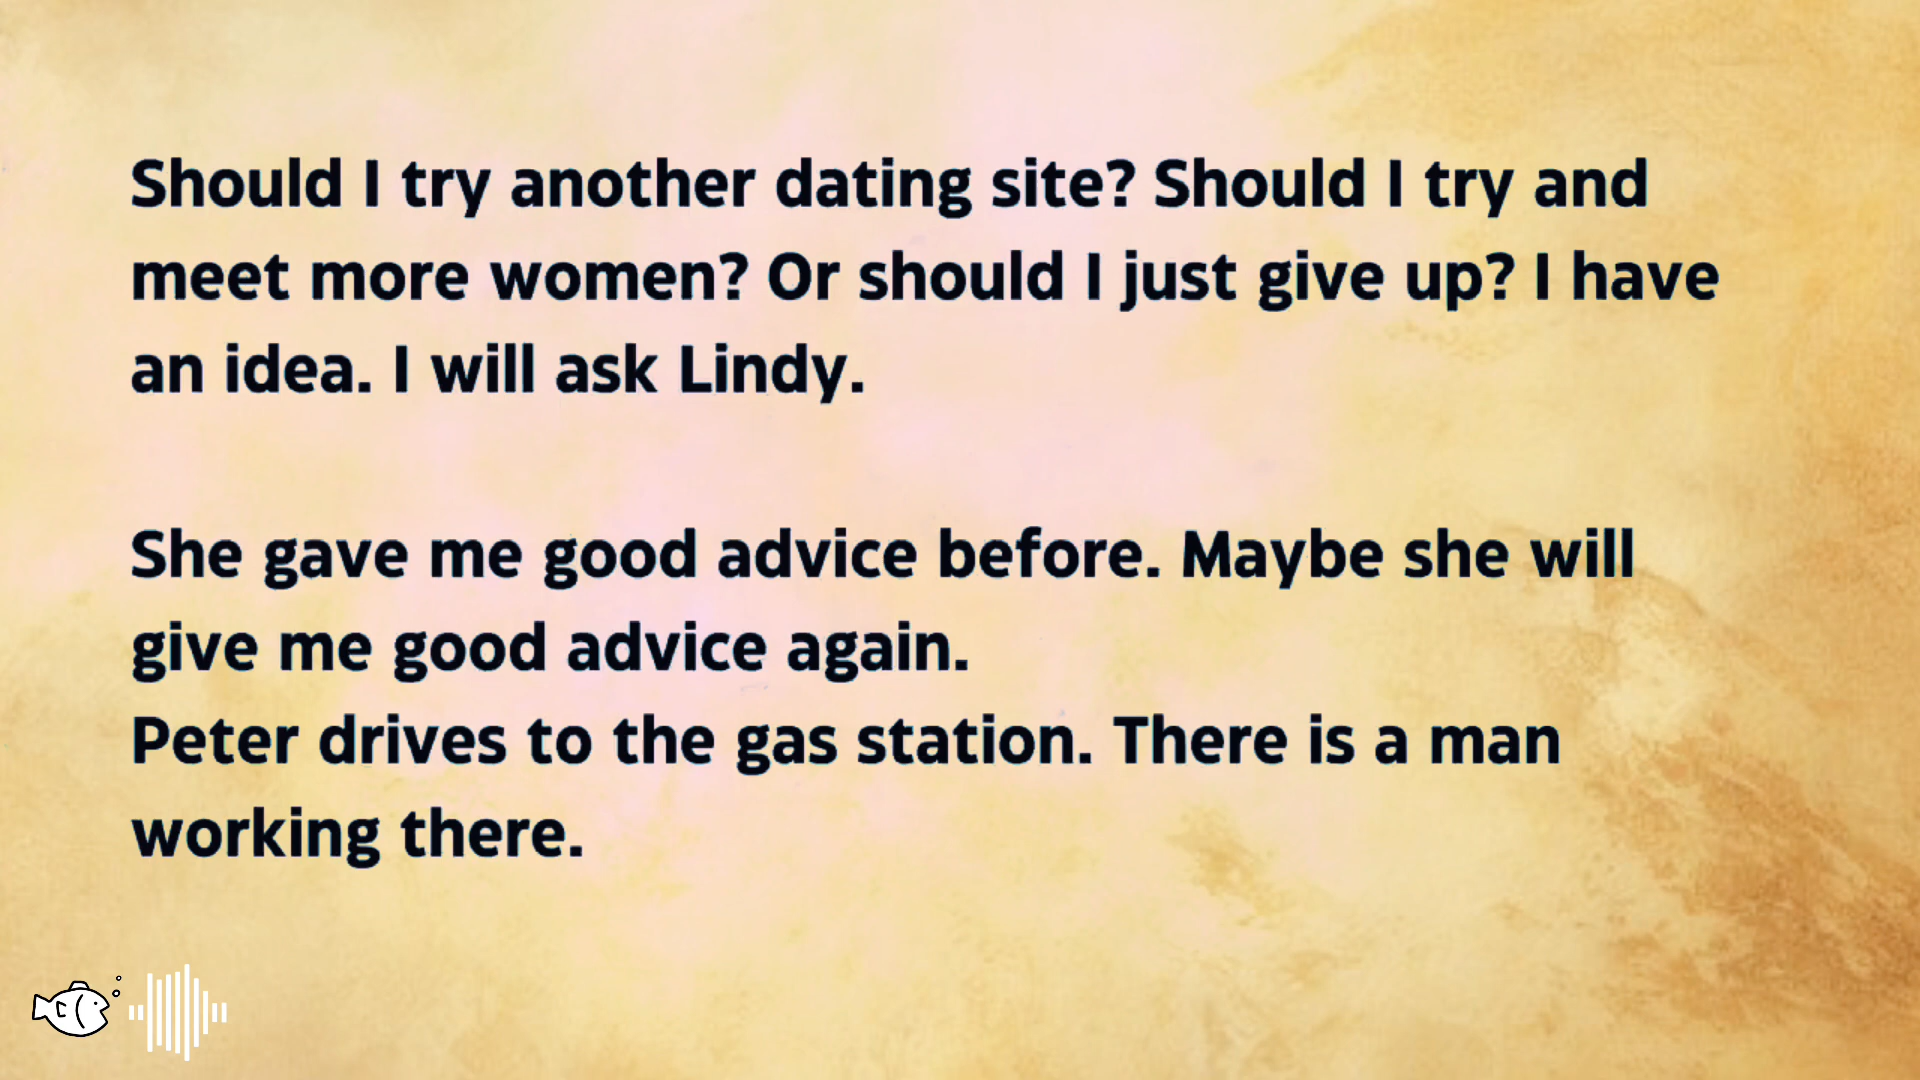 Should I try another dating site? Should I try and
meet more women? Or should I just give up? I have
an idea. I will ask Lindy.
She gave me good advice before. Maybe she will
give me good advice again.
Peter drives to the gas station. There is a man
working there.